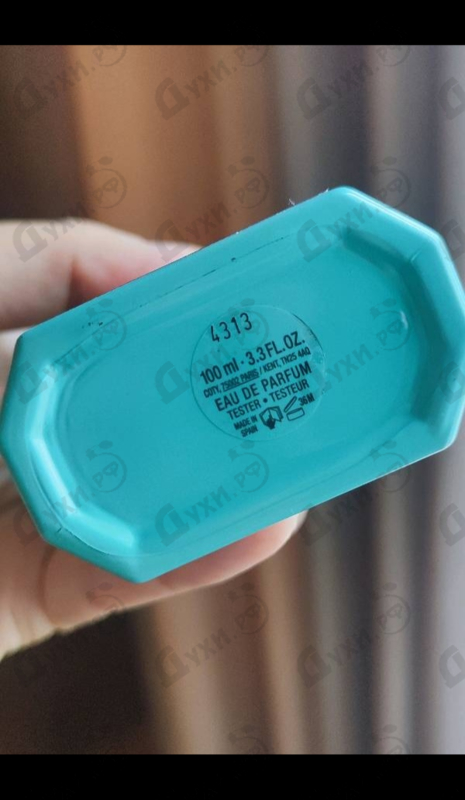 4313
100 ml · 3.3 FL.OZ.
COTY, 75002 PARIS / KENT, TN25 4AQ
EAU DE PARFUM
TESTER • TESTEUR
MADE IN
SPAIN
36M
Духи.рф